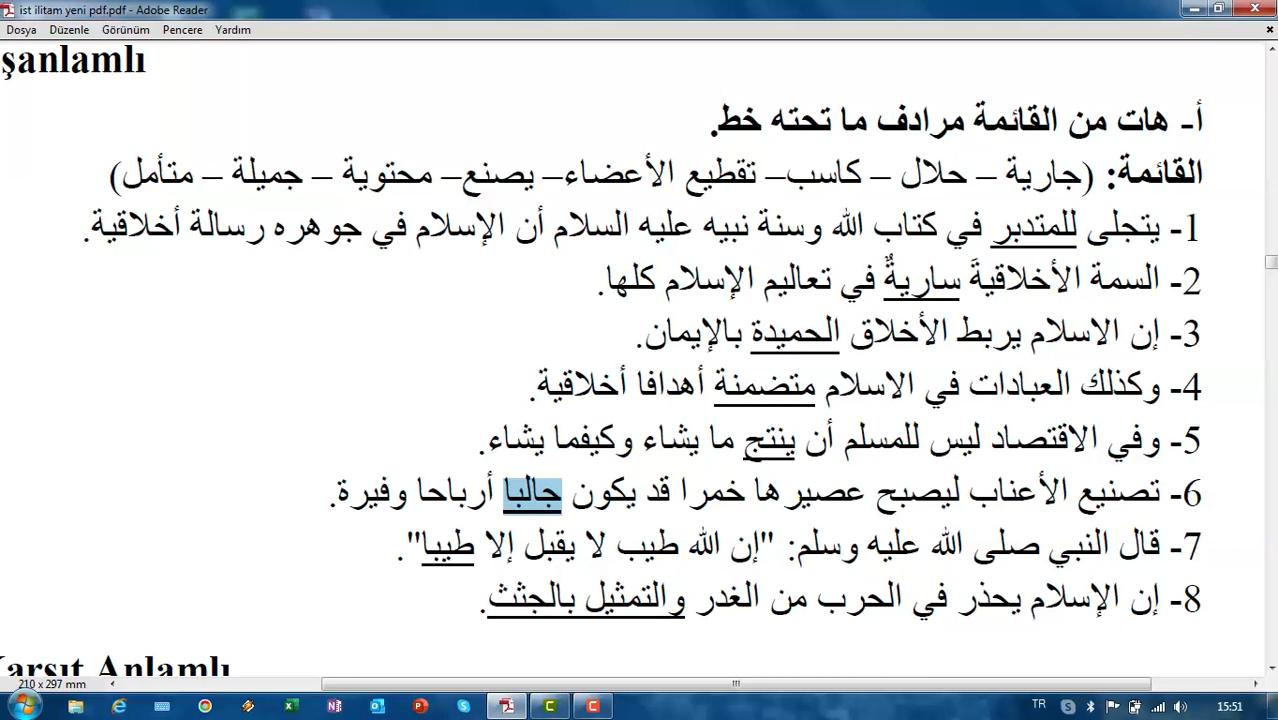 ist ilitam yeni pdf.pdf - Adobe Reader
Dosya Düzenle Görünüm Pencere Yardım
şanlamlı
أ- هات من القائمة مرادف ما تحته خط.
القائمة: (جارية – حلال – كاسب– تقطيع الأعضاء– يصنع– محتوية – جميلة – متأمل)
1- يتجلى للمتدبر في كتاب الله وسنة نبيه عليه السلام أن الإسلام في جوهره رسالة أخلاقية.
2- السمة الأخلاقيةَ ساريةٌ في تعاليم الإسلام كلها.
3- إن الاسلام يربط الأخلاق الحميدة بالإيمان.
4- وكذلك العبادات في الاسلام متضمنة أهدافا أخلاقية.
5- وفي الاقتصاد ليس للمسلم أن ينتج ما يشاء وكيفما يشاء.
6- تصنيع الأعناب ليصبح عصيرها خمرا قد يكون جالبا أرباحا وفيرة.
7- قال النبي صلى الله عليه وسلم: "إن الله طيب لا يقبل إلا طيبا".
8- إن الإسلام يحذر في الحرب من الغدر والتمثيل بالجثث.
Karşıt Anlamlı
210 x 297 mm
TR 15:51